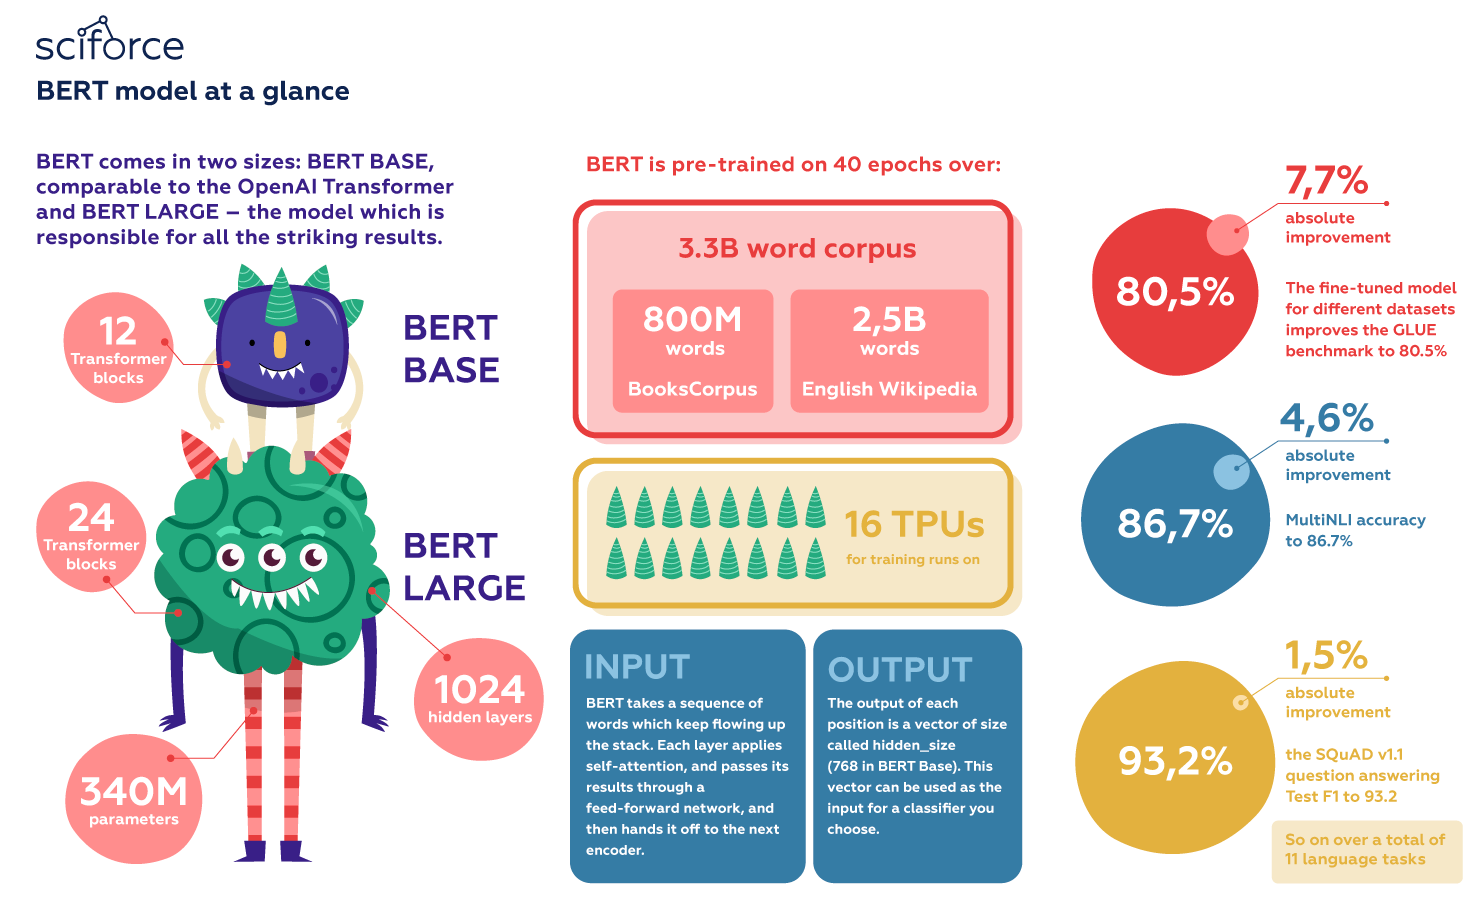 sciforce
BERT model at a glance
BERT comes in two sizes: BERT BASE,
comparable to the OpenAI Transformer
and BERT LARGE – the model which is
responsible for all the striking results.
12
Transformer
blocks
BERT
BASE
24
Transformer
blocks
BERT
LARGE
1024
hidden layers
340M
parameters
BERT is pre-trained on 40 epochs over:
3.3B word corpus
800M
words
BooksCorpus
2,5B
words
English Wikipedia
16 TPUs
for training runs on
INPUT
BERT takes a sequence of
words which keep flowing up
the stack. Each layer applies
self-attention, and passes its
results through a
feed-forward network, and
then hands it off to the next
encoder.
OUTPUT
The output of each
position is a vector of size
called hidden_size
(768 in BERT Base). This
vector can be used as the
input for a classifier you
choose.
7,7%
absolute
improvement
80,5%
The fine-tuned model
for different datasets
improves the GLUE
benchmark to 80.5%
4,6%
absolute
improvement
86,7%
MultiNLI accuracy
to 86.7%
1,5%
absolute
improvement
93,2%
the SQuAD v1.1
question answering
Test F1 to 93.2
So on over a total of
11 language tasks